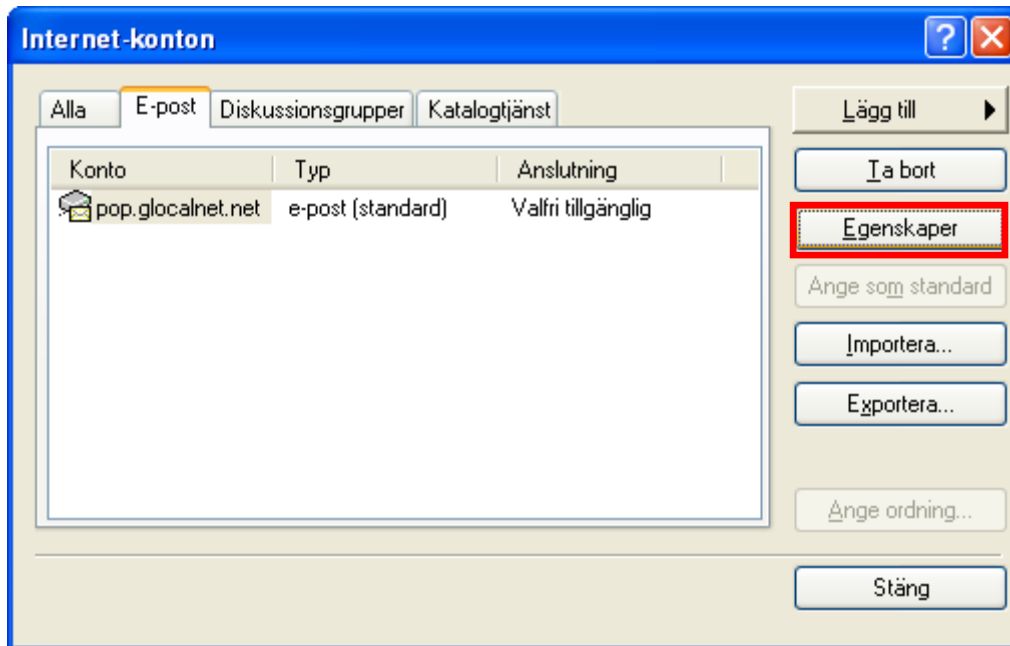 Internet-konton
Alla E-post Diskussionsgrupper Katalogtjänst
Konto Typ Anslutning
pop.glocalnet.net e-post (standard) Valfri tillgänglig
Lägg till
Ta bort
Egenskaper
Ange som standard
Importera...
Exportera...
Ange ordning...
Stäng